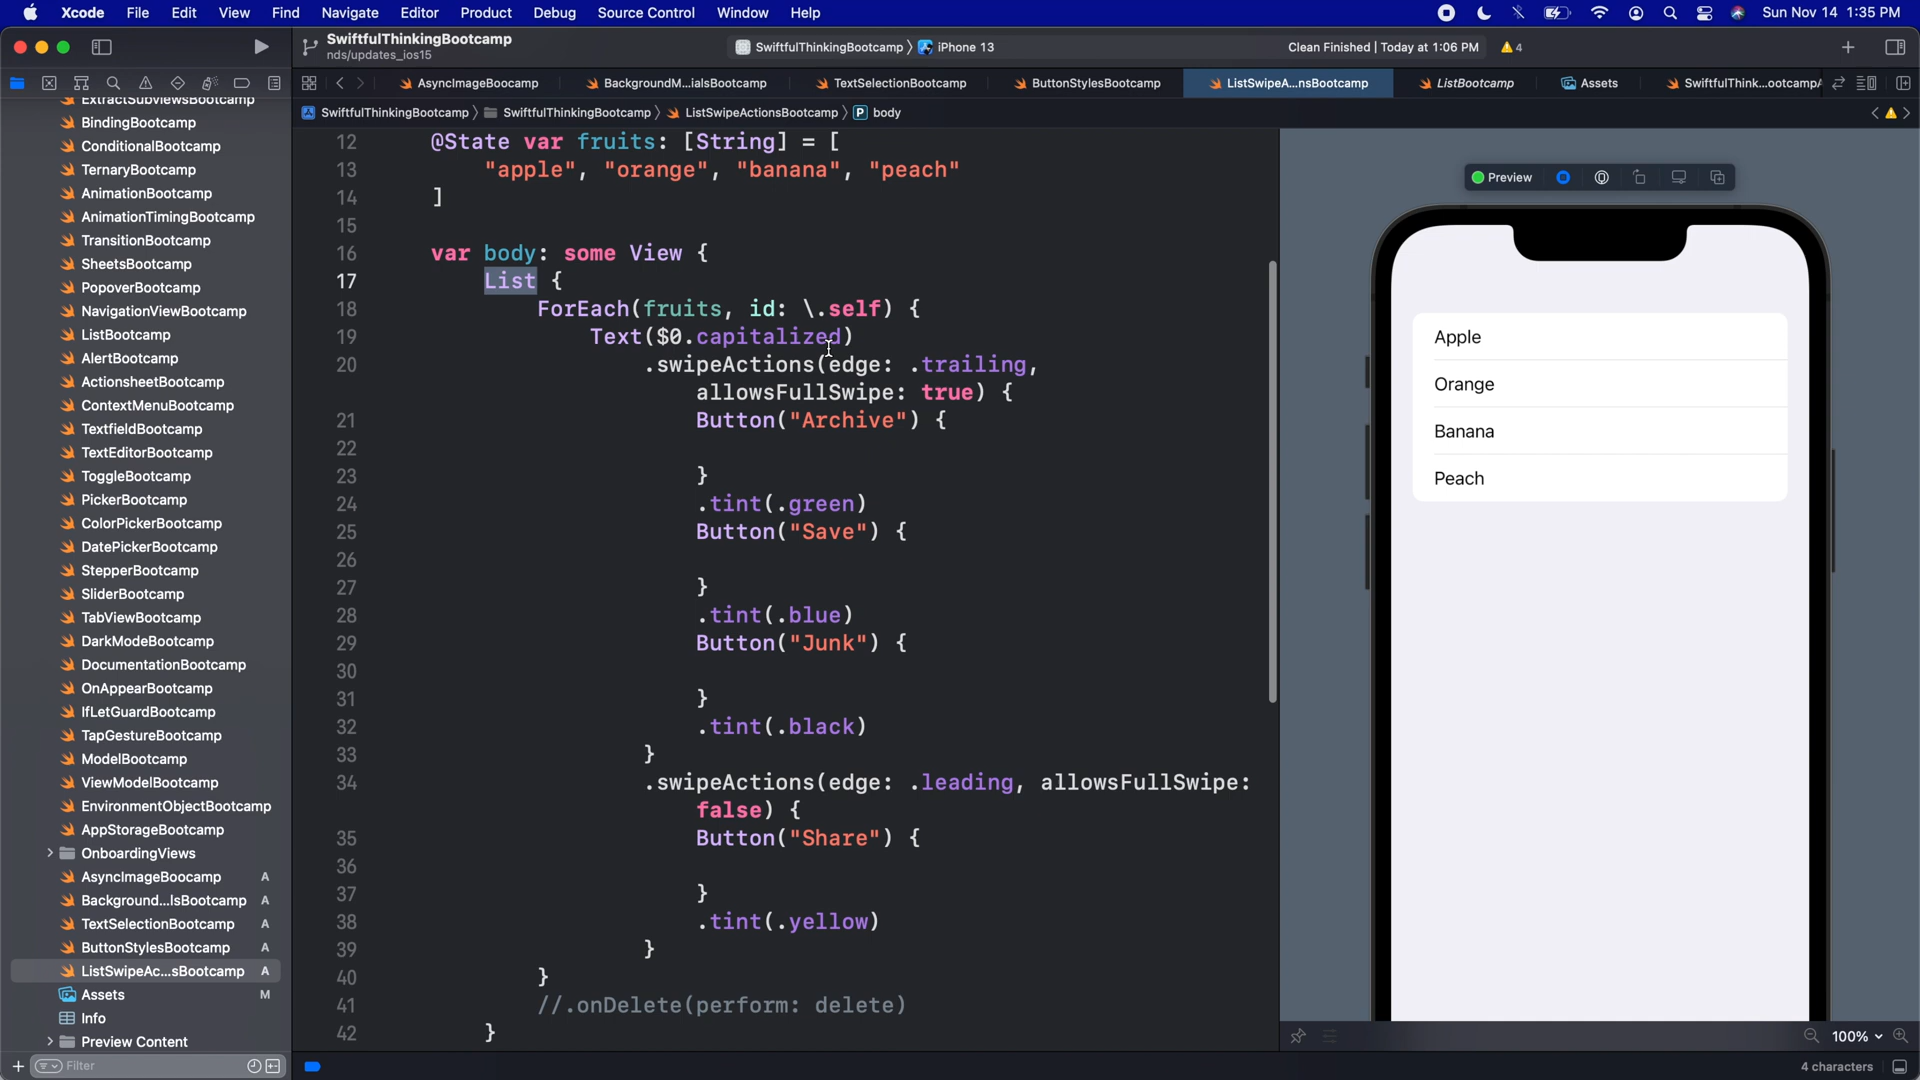 Xcode File Edit View Find Navigate Editor Product Debug Source Control Window Help Sun Nov 14 1:35 PM
SwiftfulThinkingBootcamp
nds/updates_ios15
SwiftfulThinkingBootcamp 〉 iPhone 13
Clean Finished | Today at 1:06 PM 4
AsyncImageBoocamp BackgroundM...ialsBootcamp TextSelectionBootcamp ButtonStylesBootcamp ListSwipeA...nsBootcamp ListBootcamp Assets SwiftfulThink...ootcampA
SwiftfulThinkingBootcamp 〉 SwiftfulThinkingBootcamp 〉 ListSwipeActionsBootcamp 〉 P body
ExtractSubviewsBootcamp
BindingBootcamp
ConditionalBootcamp
TernaryBootcamp
AnimationBootcamp
AnimationTimingBootcamp
TransitionBootcamp
SheetsBootcamp
PopoverBootcamp
NavigationViewBootcamp
ListBootcamp
AlertBootcamp
ActionsheetBootcamp
ContextMenuBootcamp
TextfieldBootcamp
TextEditorBootcamp
ToggleBootcamp
PickerBootcamp
ColorPickerBootcamp
DatePickerBootcamp
StepperBootcamp
SliderBootcamp
TabViewBootcamp
DarkModeBootcamp
DocumentationBootcamp
OnAppearBootcamp
IfLetGuardBootcamp
TapGestureBootcamp
ModelBootcamp
ViewModelBootcamp
EnvironmentObjectBootcamp
AppStorageBootcamp
OnboardingViews
AsyncImageBoocamp A
Background...lsBootcamp A
TextSelectionBootcamp A
ButtonStylesBootcamp A
ListSwipeAc...sBootcamp A
Assets M
Info
Preview Content
Filter
12 @State var fruits: [String] = [
13 "apple", "orange", "banana", "peach"
14 ]
15
16 var body: some View {
17 List {
18 ForEach(fruits, id: \.self) {
19 Text($0.capitalized)
20 .swipeActions(edge: .trailing,
allowsFullSwipe: true) {
21 Button("Archive") {
22
23 }
24 .tint(.green)
25 Button("Save") {
26
27 }
28 .tint(.blue)
29 Button("Junk") {
30
31 }
32 .tint(.black)
33 }
34 .swipeActions(edge: .leading, allowsFullSwipe:
false) {
35 Button("Share") {
36
37 }
38 .tint(.yellow)
39 }
40 }
41 //.onDelete(perform: delete)
42 }
Preview
Apple
Orange
Banana
Peach
100%
4 characters